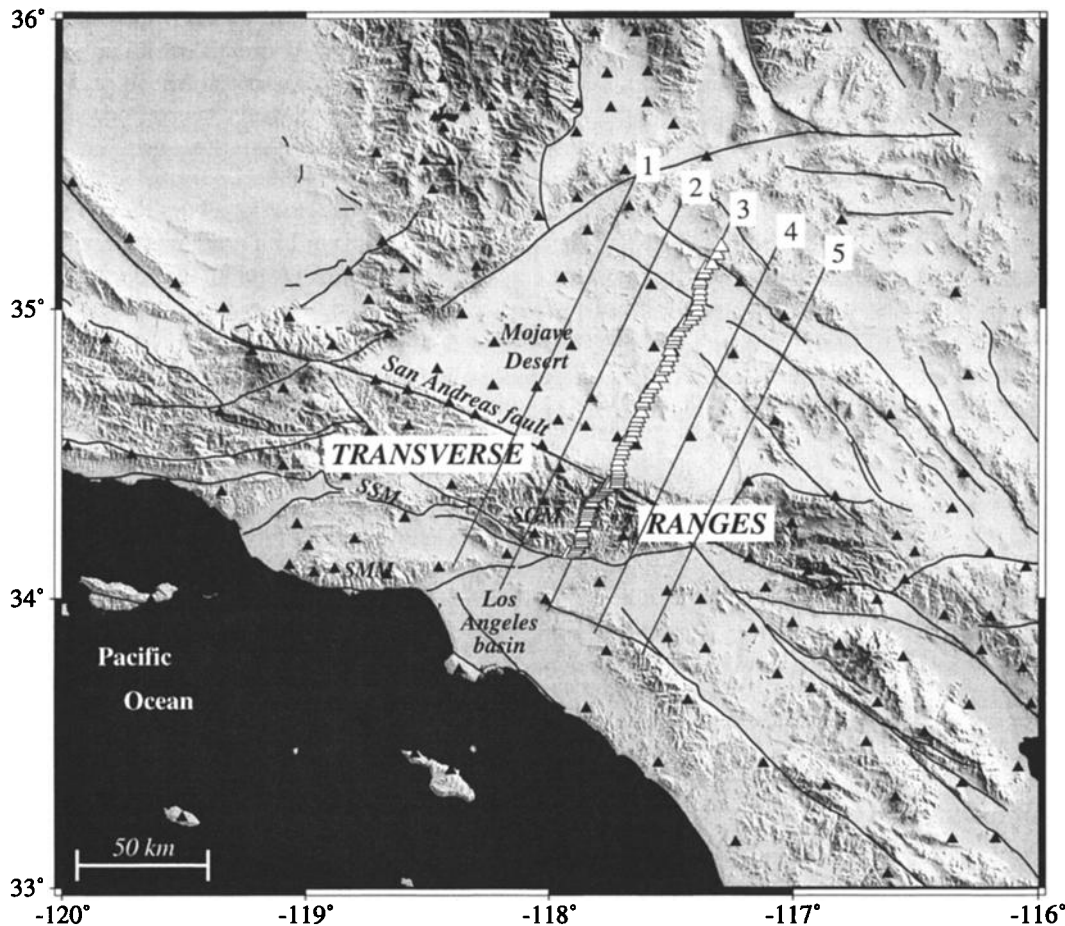 36°
35°
34°
33°
-120°
-119°
-118°
-117°
-116°
1
2
3
4
5
Mojave
Desert
San Andreas fault
TRANSVERSE
RANGES
SSM
SGM
SMM
Los
Angeles
basin
Pacific
Ocean
50 km